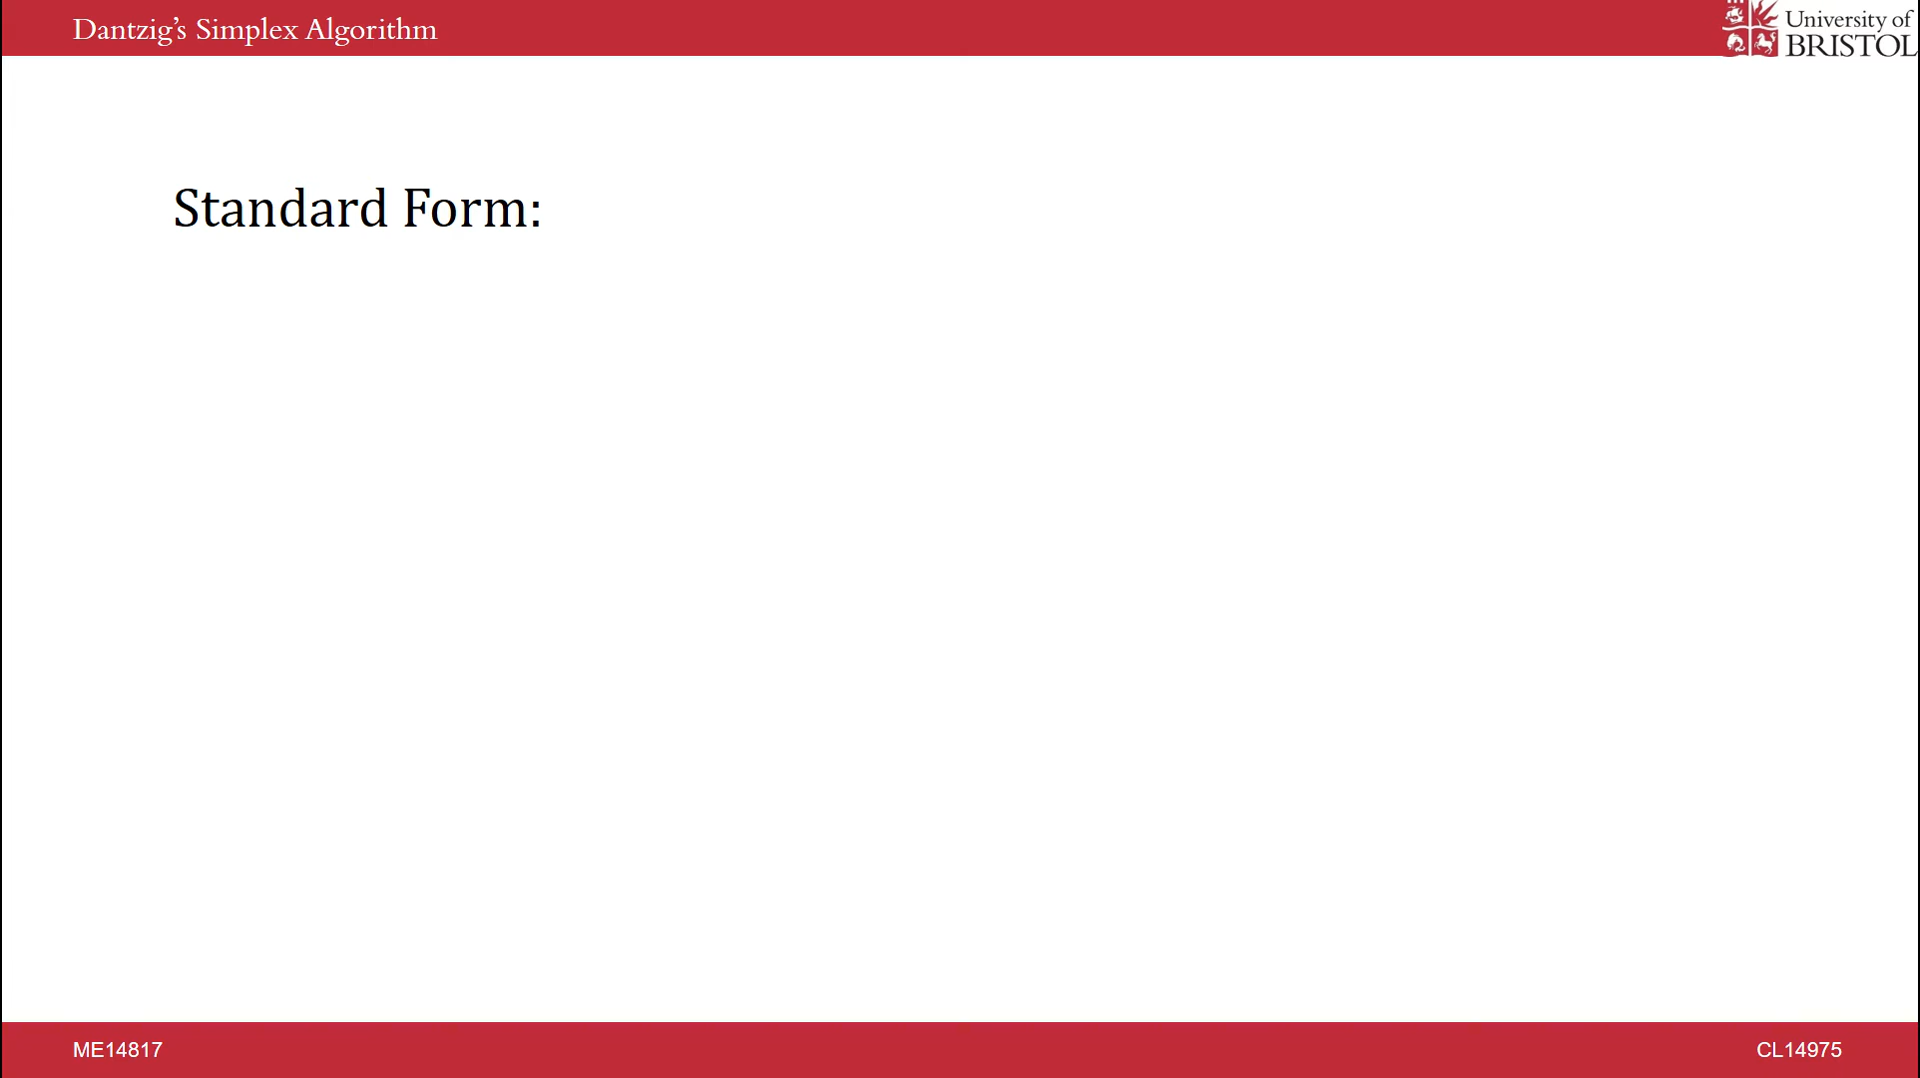 Dantzig’s Simplex Algorithm
University of
BRISTOL
Standard Form:
ME14817
CL14975